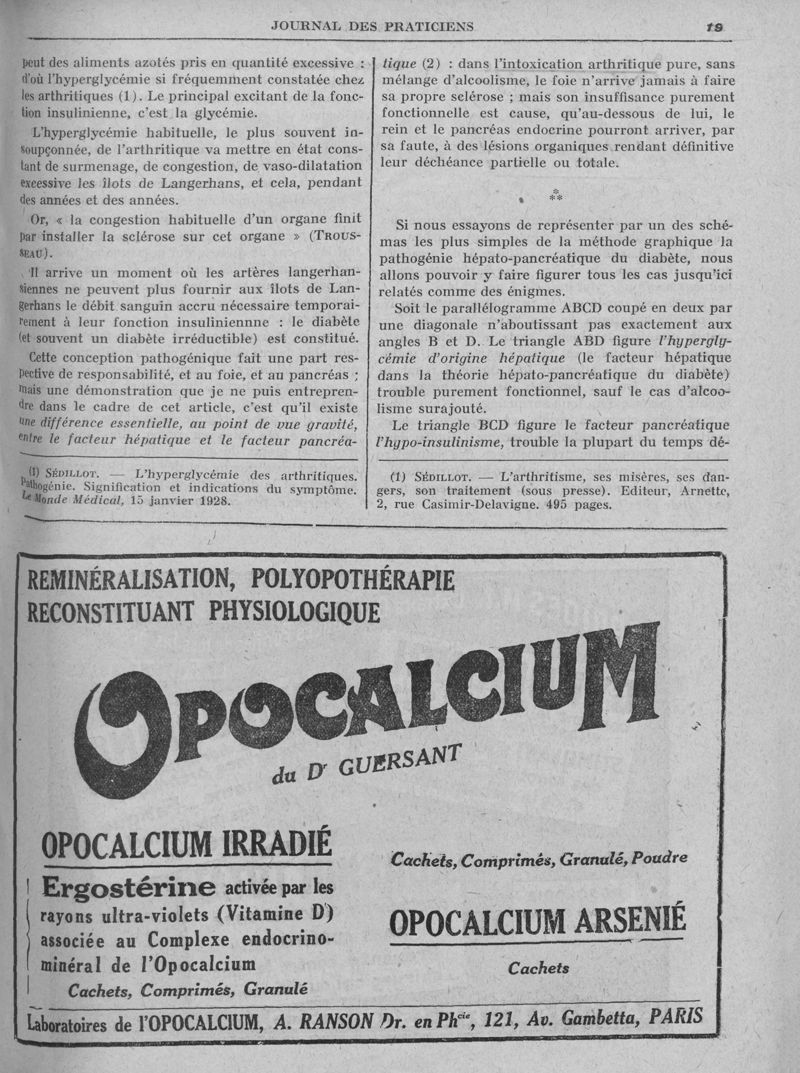 JOURNAL DES PRATICIENS 19
peut des aliments azotés pris en quantité excessive :
d'où l'hyperglycémie si fréquemment constatée chez
les arthritiques (1). Le principal excitant de la fonc-
tion insulinienne, c'est la glycémie.
L'hyperglycémie habituelle, le plus souvent in-
soupçonnée, de l'arthritique va mettre en état cons-
tant de surmenage, de congestion, de vaso-dilatation
excessive les îlots de Langerhans, et cela, pendant
des années et des années.
Or, « la congestion habituelle d'un organe finit
par installer la sclérose sur cet organe » (TROUS-
SEAU).
Il arrive un moment où les artères langerhan-
siennes ne peuvent plus fournir aux îlots de Lan-
gerhans le débit sanguin accru nécessaire temporai-
rement à leur fonction insuliniennne : le diabète
(et souvent un diabète irréductible) est constitué.
Cette conception pathogénique fait une part res-
pective de responsabilité, et au foie, et au pancréas ;
mais une démonstration que je ne puis entrepren-
dre dans le cadre de cet article, c'est qu'il existe
une différence essentielle, au point de vue gravité,
entre le facteur hépatique et le facteur pancréa-
(1) SÉDILLOT. — L'hyperglycémie des arthritiques.
Pathogénie. Signification et indications du symptôme.
Le Monde Médical, 15 janvier 1928.
tique (2) : dans l'intoxication arthritique pure, sans
mélange d'alcoolisme, le foie n'arrive jamais à faire
sa propre sclérose ; mais son insuffisance purement
fonctionnelle est cause, qu'au-dessous de lui, le
rein et le pancréas endocrine pourront arriver, par
sa faute, à des lésions organiques rendant définitive
leur déchéance partielle ou totale.
*
**
Si nous essayons de représenter par un des sché-
mas les plus simples de la méthode graphique la
pathogénie hépato-pancréatique du diabète, nous
allons pouvoir y faire figurer tous les cas jusqu'ici
relatés comme des énigmes.
Soit le parallélogramme ABCD coupé en deux par
une diagonale n'aboutissant pas exactement aux
angles B et D. Le triangle ABD figure l'hypergly-
cémie d'origine hépatique (le facteur hépatique
dans la théorie hépato-pancréatique du diabète)
trouble purement fonctionnel, sauf le cas d'alcoo-
lisme surajouté.
Le triangle BCD figure le facteur pancréatique
l'hypo-insulinisme, trouble la plupart du temps dé-
(1) SÉDILLOT. — L'arthritisme, ses misères, ses dan-
gers, son traitement (sous presse). Editeur, Arnette,
2, rue Casimir-Delavigne. 495 pages.
REMINÉRALISATION, POLYOPOTHÉRAPIE
RECONSTITUANT PHYSIOLOGIQUE
OPOCALCIUM
du Dr GUERSANT
OPOCALCIUM IRRADIÉ
Ergostérine activée par les
rayons ultra-violets (Vitamine D)
associée au Complexe endocrino-
minéral de l'Opocalcium
Cachets, Comprimés, Granulé
Cachets, Comprimés, Granulé, Poudre
OPOCALCIUM ARSENIÉ
Cachets
Laboratoires de l'OPOCALCIUM, A. RANSON Dr. en Phcie, 121, Av. Gambetta, PARIS